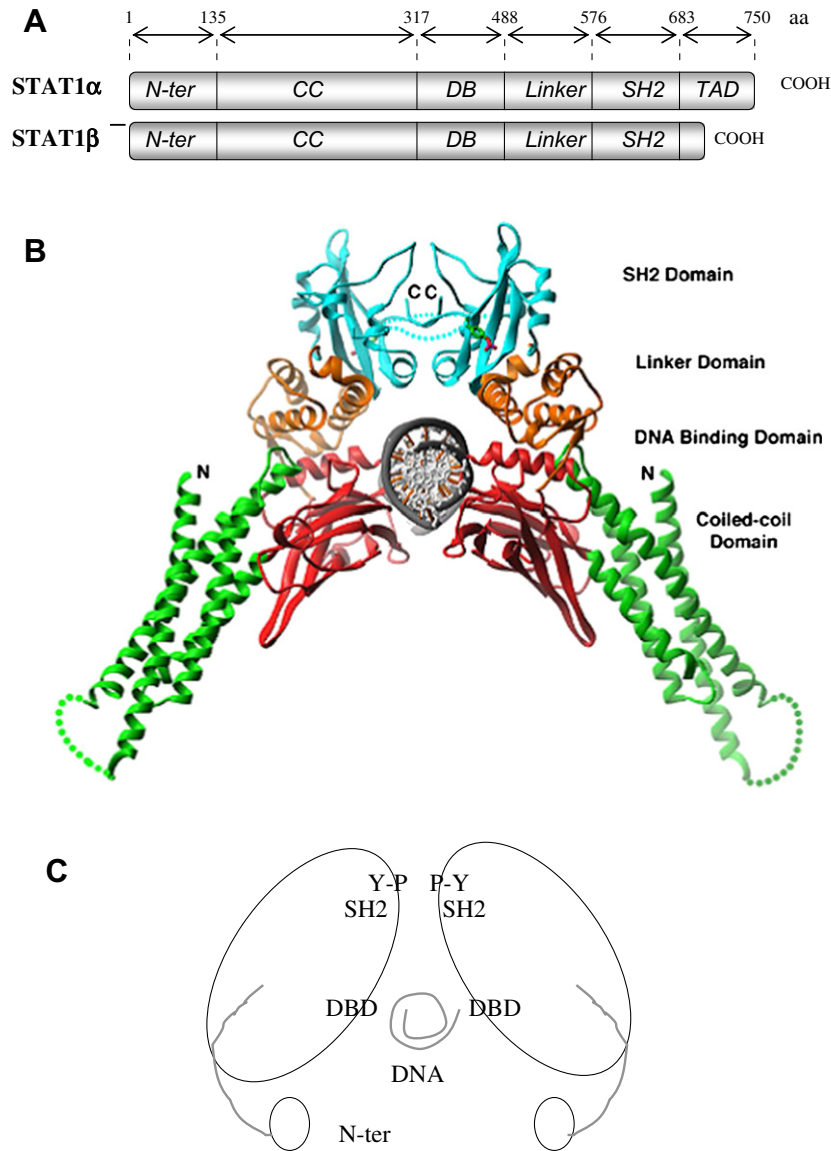 A
1 135 317 488 576 683 750 aa
STAT1α N-ter CC DB Linker SH2 TAD COOH
STAT1β N-ter CC DB Linker SH2 COOH
B
SH2 Domain
C C
Linker Domain
DNA Binding Domain
N N
Coiled-coil
Domain
C
Y-P P-Y
SH2 SH2
DBD DBD
DNA
N-ter